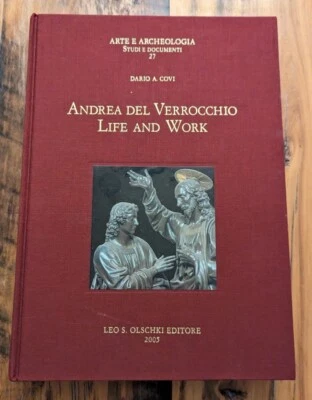 ARTE E ARCHEOLOGIA
STUDI E DOCUMENTI
27
DARIO A. COVI
ANDREA DEL VERROCCHIO
LIFE AND WORK
LEO S. OLSCHKI EDITORE
2005